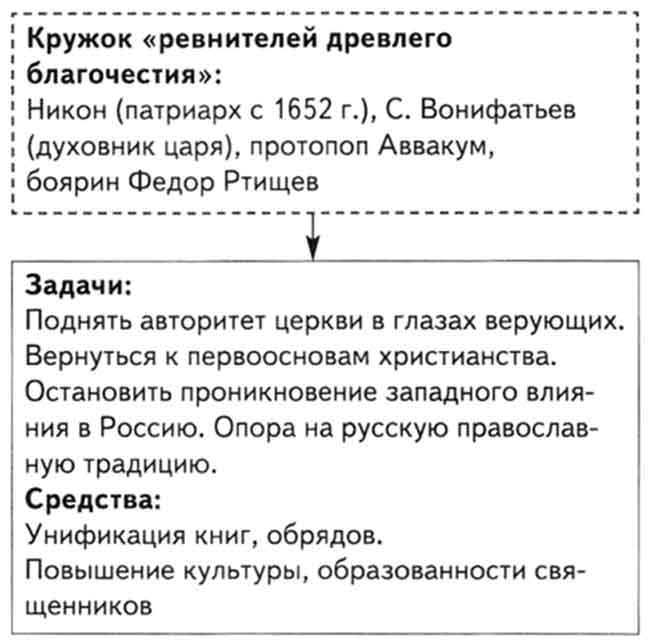 Кружок «ревнителей древлего
благочестия»:
Никон (патриарх с 1652 г.), С. Вонифатьев
(духовник царя), протопоп Аввакум,
боярин Федор Ртищев
Задачи:
Поднять авторитет церкви в глазах верующих.
Вернуться к первоосновам христианства.
Остановить проникновение западного влия-
ния в Россию. Опора на русскую православ-
ную традицию.
Средства:
Унификация книг, обрядов.
Повышение культуры, образованности свя-
щенников